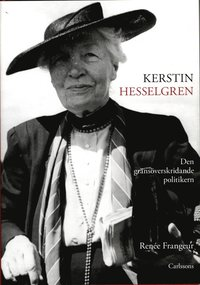 KERSTIN
HESSELGREN
Den
gränsöverskridande
politikern
Renée Frangeur
Carlssons